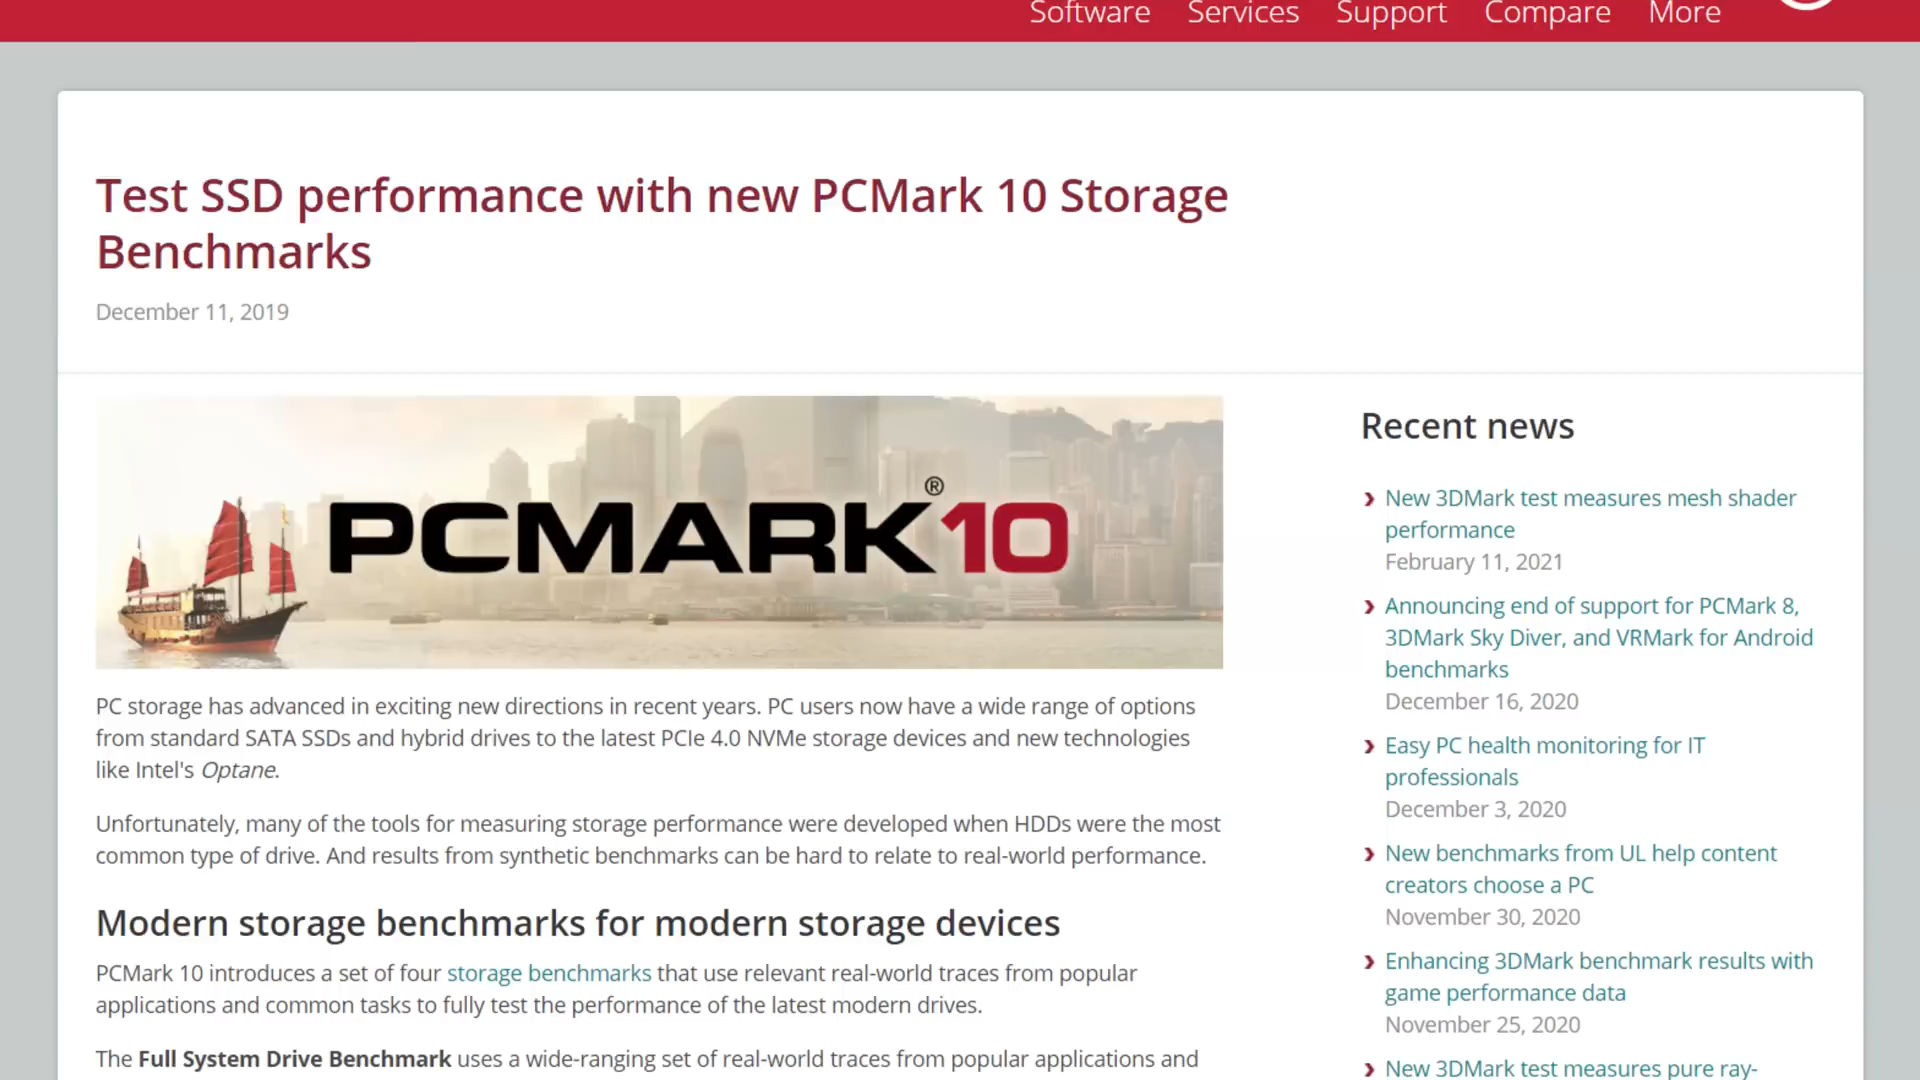 Software Services Support Compare More
Test SSD performance with new PCMark 10 Storage
Benchmarks
December 11, 2019
PCMARK10®
PC storage has advanced in exciting new directions in recent years. PC users now have a wide range of options
from standard SATA SSDs and hybrid drives to the latest PCIe 4.0 NVMe storage devices and new technologies
like Intel's Optane.
Unfortunately, many of the tools for measuring storage performance were developed when HDDs were the most
common type of drive. And results from synthetic benchmarks can be hard to relate to real-world performance.
Modern storage benchmarks for modern storage devices
PCMark 10 introduces a set of four storage benchmarks that use relevant real-world traces from popular
applications and common tasks to fully test the performance of the latest modern drives.
The Full System Drive Benchmark uses a wide-ranging set of real-world traces from popular applications and
Recent news
New 3DMark test measures mesh shader
performance
February 11, 2021
Announcing end of support for PCMark 8,
3DMark Sky Diver, and VRMark for Android
benchmarks
December 16, 2020
Easy PC health monitoring for IT
professionals
December 3, 2020
New benchmarks from UL help content
creators choose a PC
November 30, 2020
Enhancing 3DMark benchmark results with
game performance data
November 25, 2020
New 3DMark test measures pure ray-